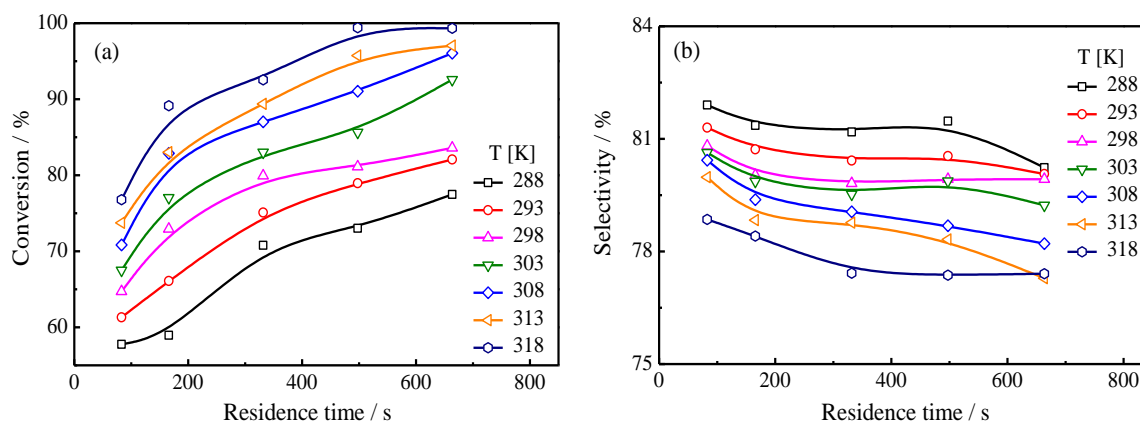 (a)
Conversion / %
100
90
80
70
60
T [K]
288
293
298
303
308
313
318
0 200 400 600 800
Residence time / s
(b)
Selectivity / %
84
81
78
75
T [K]
288
293
298
303
308
313
318
0 200 400 600 800
Residence time / s